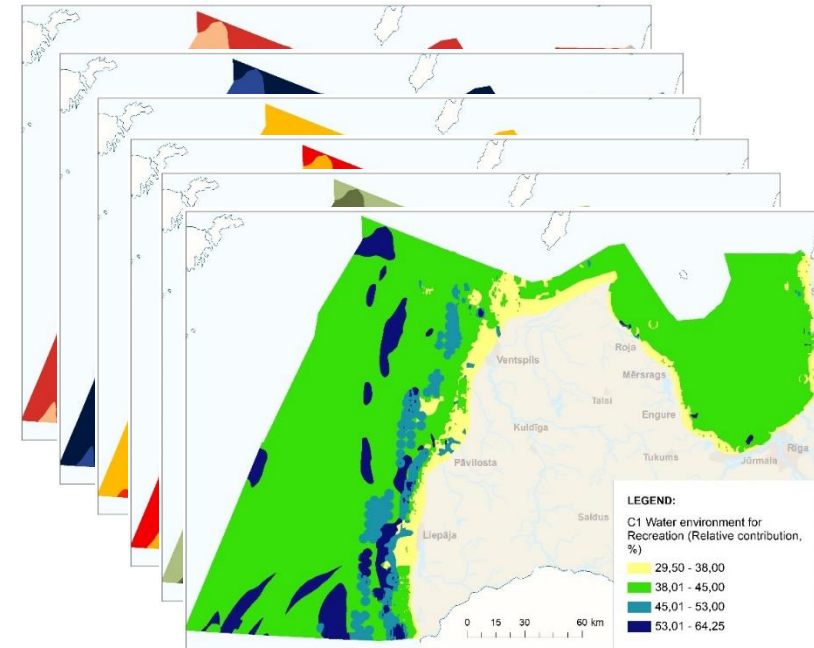 Ventspils
Roja
Mērsrags
Talsi
Engure
Kuldīga
Tukums
Rīga
Jūrmala
Pāvilosta
Saldus
Liepāja
LEGEND:
C1 Water environment for
Recreation (Relative contribution,
%)
29,50 - 38,00
38,01 - 45,00
45,01 - 53,00
53,01 - 64,25
0 15 30 60 km